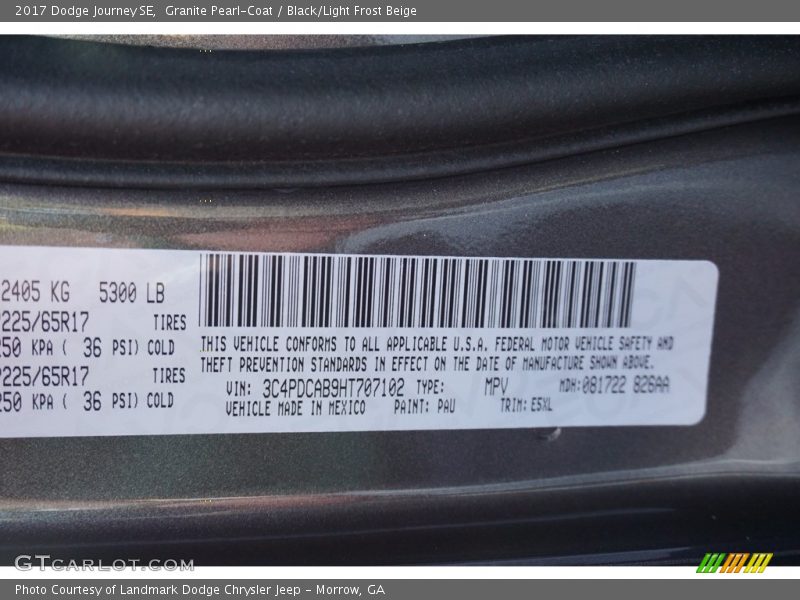 2017 Dodge Journey SE,  Granite Pearl-Coat / Black/Light Frost Beige
2405 KG 5300 LB
P225/65R17 TIRES
250 KPA ( 36 PSI) COLD
P225/65R17 TIRES
250 KPA ( 36 PSI) COLD
THIS VEHICLE CONFORMS TO ALL APPLICABLE U.S.A. FEDERAL MOTOR VEHICLE SAFETY AND
THEFT PREVENTION STANDARDS IN EFFECT ON THE DATE OF MANUFACTURE SHOWN ABOVE.
VIN: 3C4PDCAB9HT707102 TYPE: MPV MDH:081722 826AA
VEHICLE MADE IN MEXICO PAINT: PAU TRIM: E5XL
GTCARLOT.COM
Photo Courtesy of Landmark Dodge Chrysler Jeep - Morrow, GA